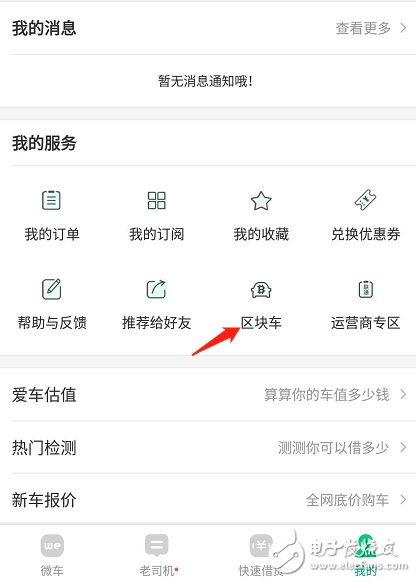 我的消息 查看更多
暂无消息通知哦!
我的服务
我的订单 我的订阅 我的收藏 兑换优惠券
帮助与反馈 推荐给好友 区块车 运营商专区
爱车估值 算算你的车值多少钱
热门检测 测测你可以借多少
新车报价 全网底价购车
we
微车 老司机 快速借贷 我的
电子发烧友
www.elecfans.com